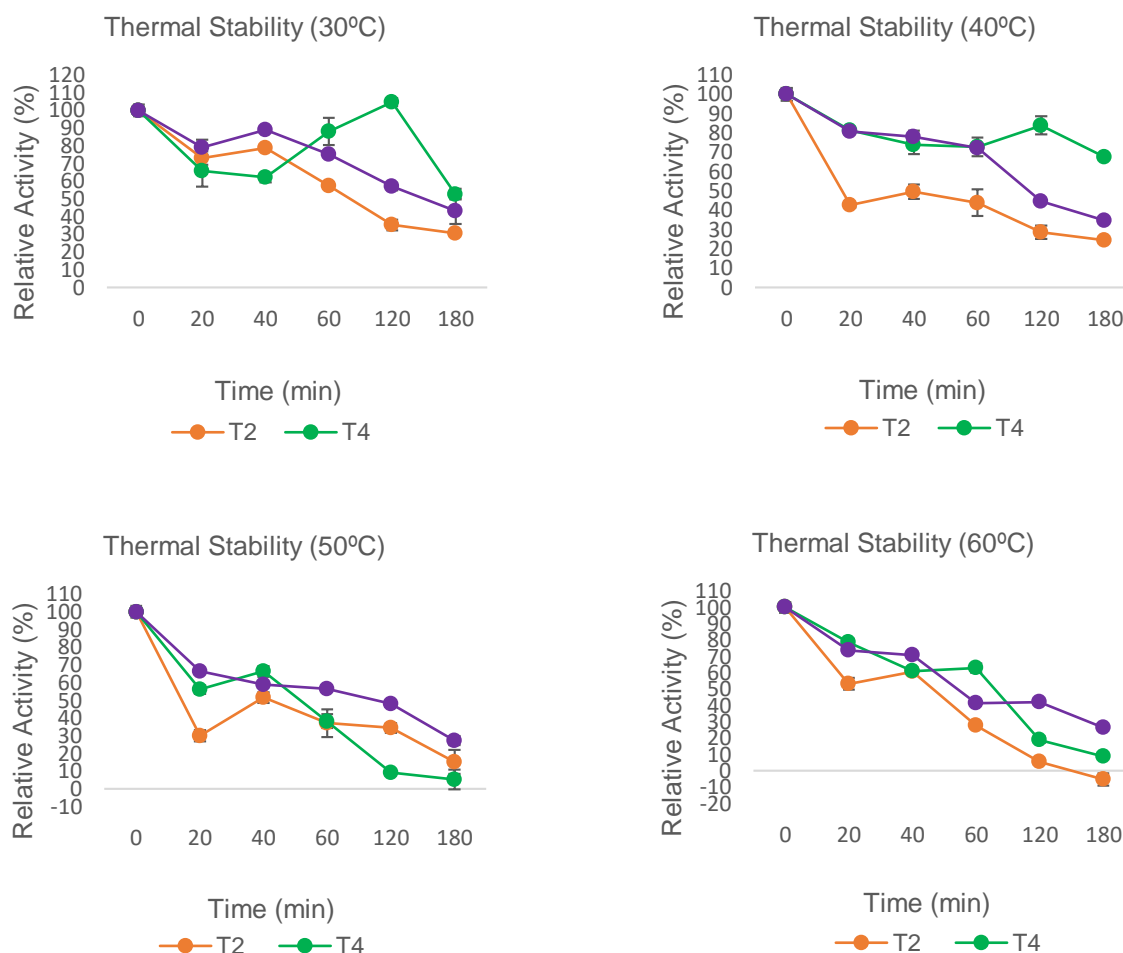 Thermal Stability (30ºC)
Relative Activity (%)
120
110
100
90
80
70
60
50
40
30
20
10
0
0 20 40 60 120 180
Time (min)
T2 T4
Thermal Stability (40ºC)
Relative Activity (%)
110
100
90
80
70
60
50
40
30
20
10
0
0 20 40 60 120 180
Time (min)
T2 T4
Thermal Stability (50ºC)
Relative Activity (%)
110
100
90
80
70
60
50
40
30
20
10
0
-10
0 20 40 60 120 180
Time (min)
T2 T4
Thermal Stability (60ºC)
Relative Activity (%)
110
100
90
80
70
60
50
40
30
20
10
0
-10
-20
0 20 40 60 120 180
Time (min)
T2 T4